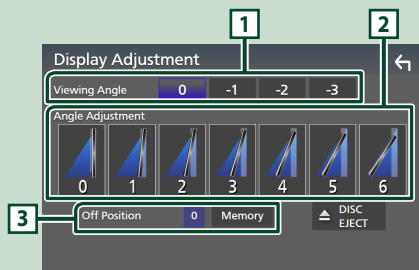 1
2
Display Adjustment
Viewing Angle 0 -1 -2 -3
Angle Adjustment
0 1 2 3 4 5 6
3
Off Position 0 Memory
DISC
EJECT